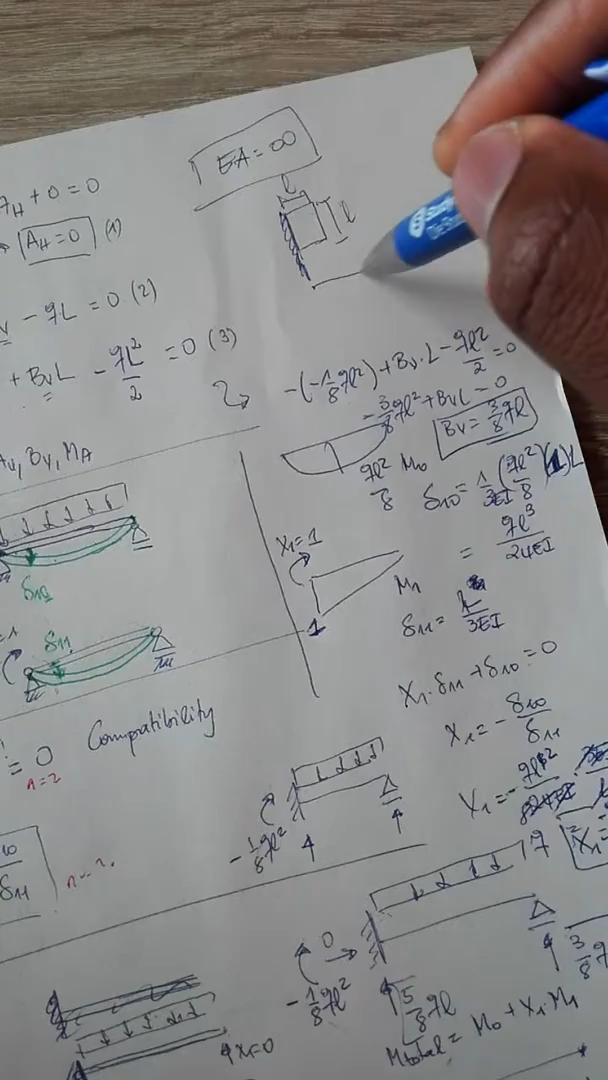 A_H + 0 = 0
A_H = 0 (1)
- qL = 0 (2)
+ B_V L - qL²/2 = 0 (3)
A_V, B_V, M_A
δ10
δ11
= 0 Compatibility
n=2
δ11
EA = ∞
l
l
-(-1/8 ql²) + B_V · L - ql²/2 = 0
-3/8 ql² + B_V L = 0
B_V = 3/8 ql
ql²/8 M₀
δ10 = 1/3EI (ql²/8)(1) L
= ql³/24EI
X₁=1
M₁
1
δ11 = /3EI
X₁ · δ11 + δ10 = 0
X₁ = - δ10/δ11
X₁ = -
-1/8 ql²
0
-1/8 ql²
5/8 ql
3/8 q
Mtotal = M₀ + X₁ · M₁
X=0